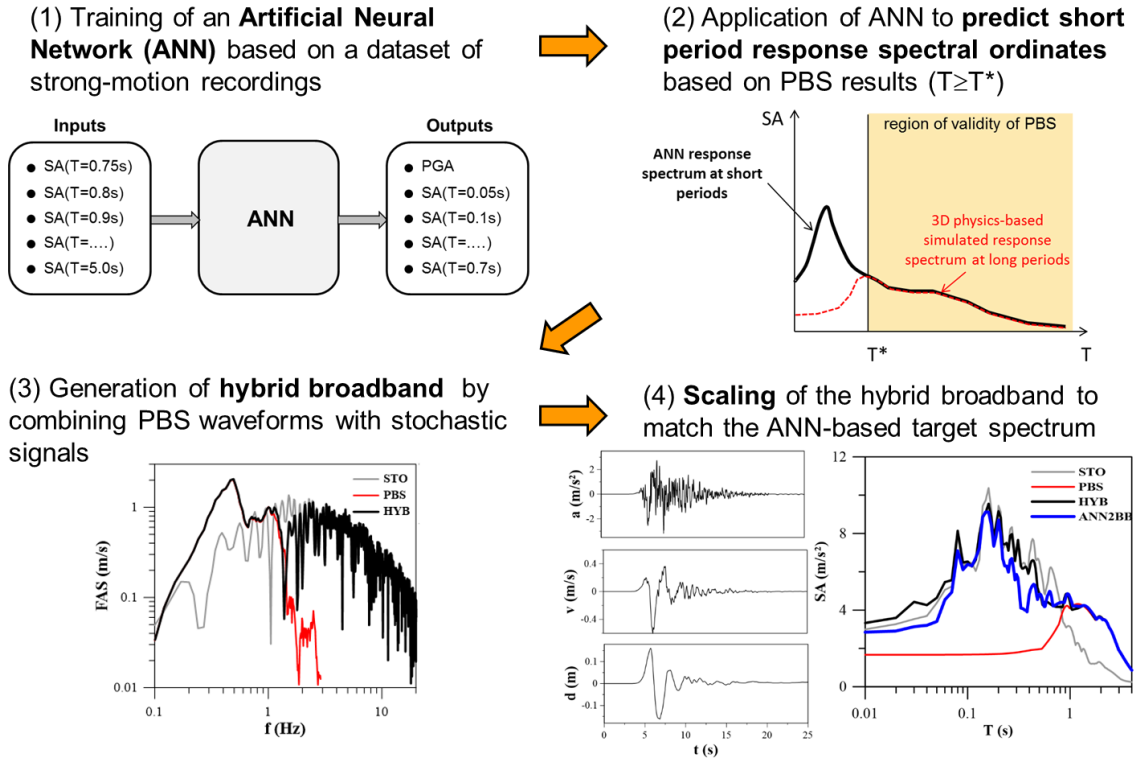 (1) Training of an Artificial Neural
Network (ANN) based on a dataset of
strong-motion recordings
Inputs
SA(T=0.75s)
SA(T=0.8s)
SA(T=0.9s)
SA(T=....)
SA(T=5.0s)
ANN
Outputs
PGA
SA(T=0.05s)
SA(T=0.1s)
SA(T=....)
SA(T=0.7s)
(2) Application of ANN to predict short
period response spectral ordinates
based on PBS results (T≥T*)
SA
region of validity of PBS
ANN response
spectrum at short
periods
3D physics-based
simulated response
spectrum at long periods
T*
T
(3) Generation of hybrid broadband by
combining PBS waveforms with stochastic
signals
STO
PBS
HYB
FAS (m/s)
1
0.1
0.01
0.1
1
10
f (Hz)
(4) Scaling of the hybrid broadband to
match the ANN-based target spectrum
a (m/s²)
2
0
-2
v (m/s)
0.4
0
-0.4
d (m)
0.1
0
-0.1
0
5
10
15
20
25
t (s)
STO
PBS
HYB
ANN2BB
SA (m/s²)
12
8
4
0
0.01
0.1
1
T (s)